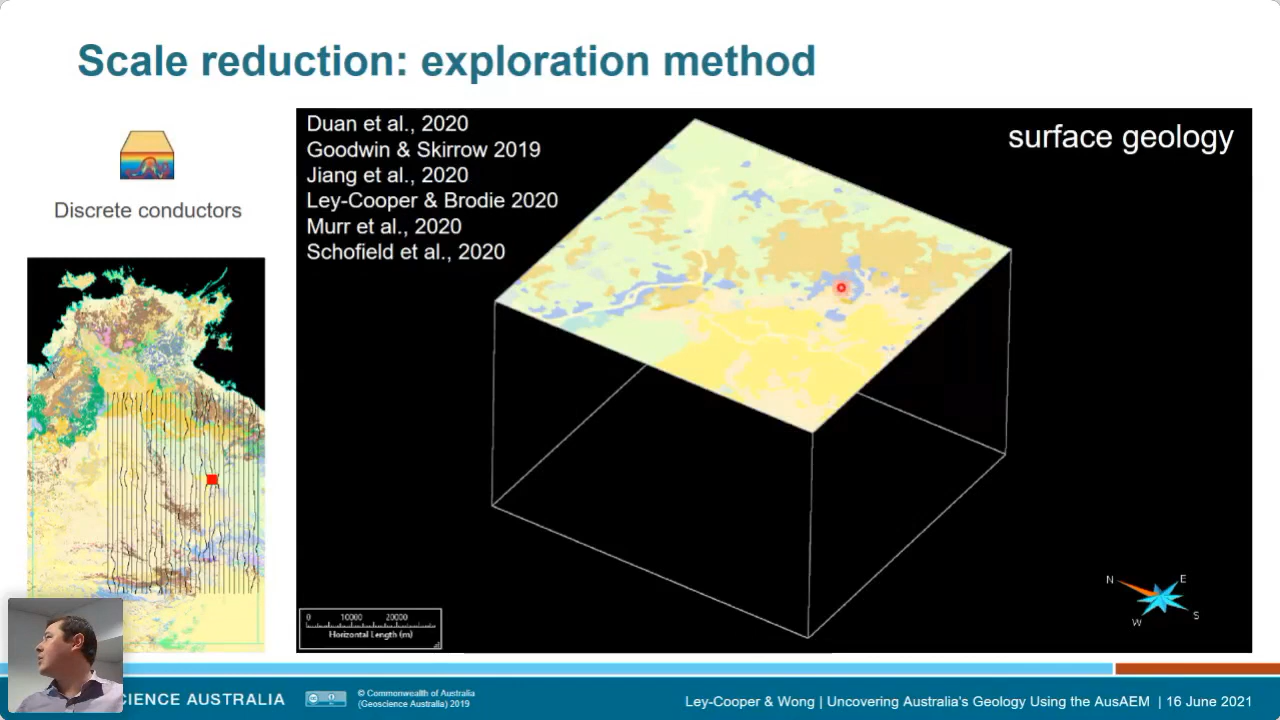 Scale reduction: exploration method
Discrete conductors
Duan et al., 2020
Goodwin & Skirrow 2019
Jiang et al., 2020
Ley-Cooper & Brodie 2020
Murr et al., 2020
Schofield et al., 2020
surface geology
N
E
W
S
0 10000 20000
Horizontal Length (m)
CIENCE AUSTRALIA
© Commonwealth of Australia
(Geoscience Australia) 2019
Ley-Cooper & Wong | Uncovering Australia's Geology Using the AusAEM | 16 June 2021